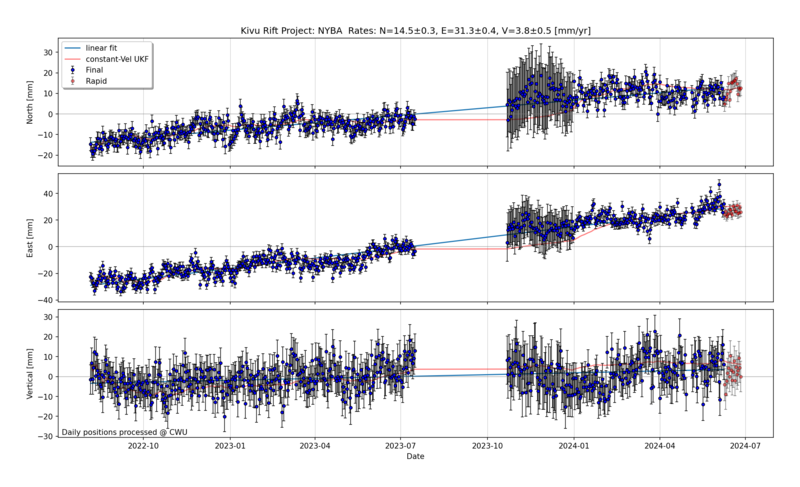 Kivu Rift Project: NYBA  Rates: N=14.5±0.3, E=31.3±0.4, V=3.8±0.5 [mm/yr]
linear fit
constant-Vel UKF
Final
Rapid
North [mm]
30
20
10
0
−10
−20
East [mm]
40
20
0
−20
−40
Vertical [mm]
30
20
10
0
−10
−20
−30
Daily positions processed @ CWU
2022-10
2023-01
2023-04
2023-07
2023-10
2024-01
2024-04
2024-07
Date